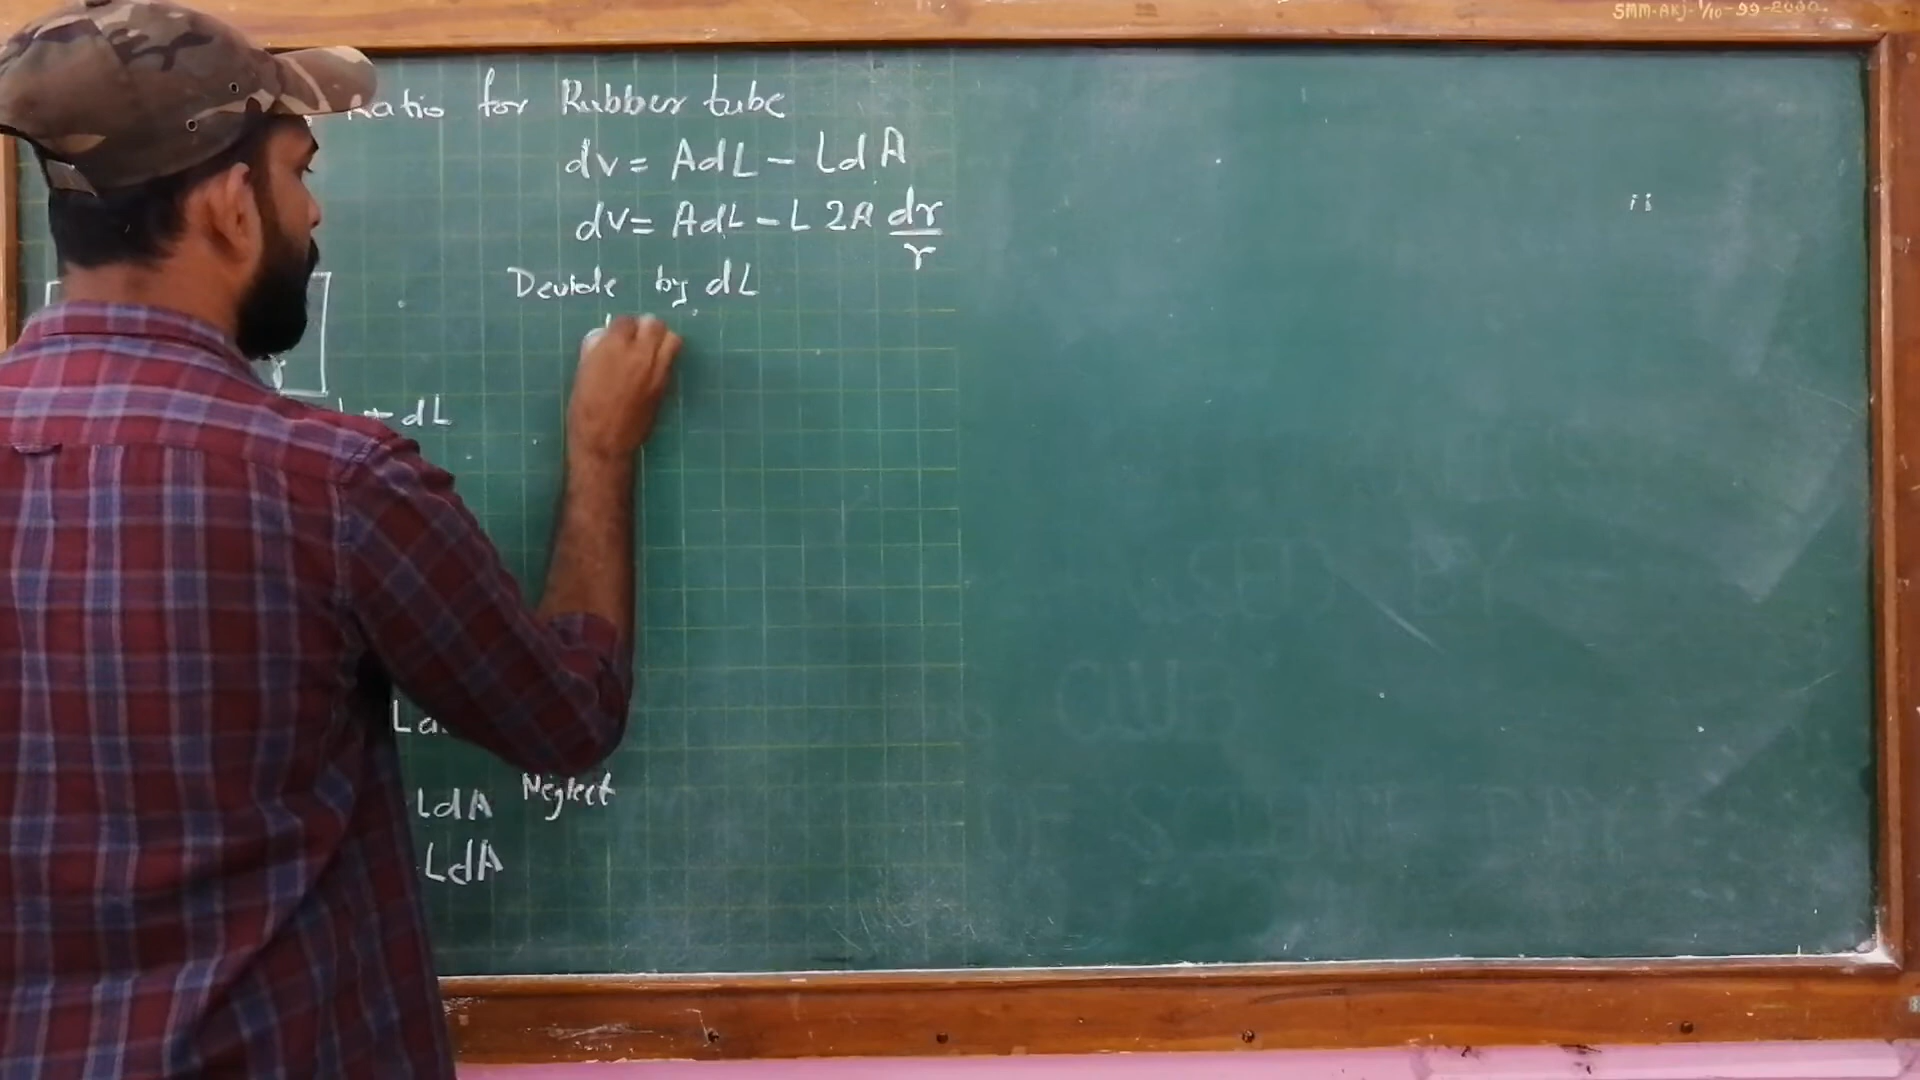 SMM-AKJ-1/10-99-2000.
Ratio for Rubber tube
dv = AdL - LdA
dv = AdL - L 2A dr/r
Devide by dL
r
L + dL
Neglect
LdA
LdA